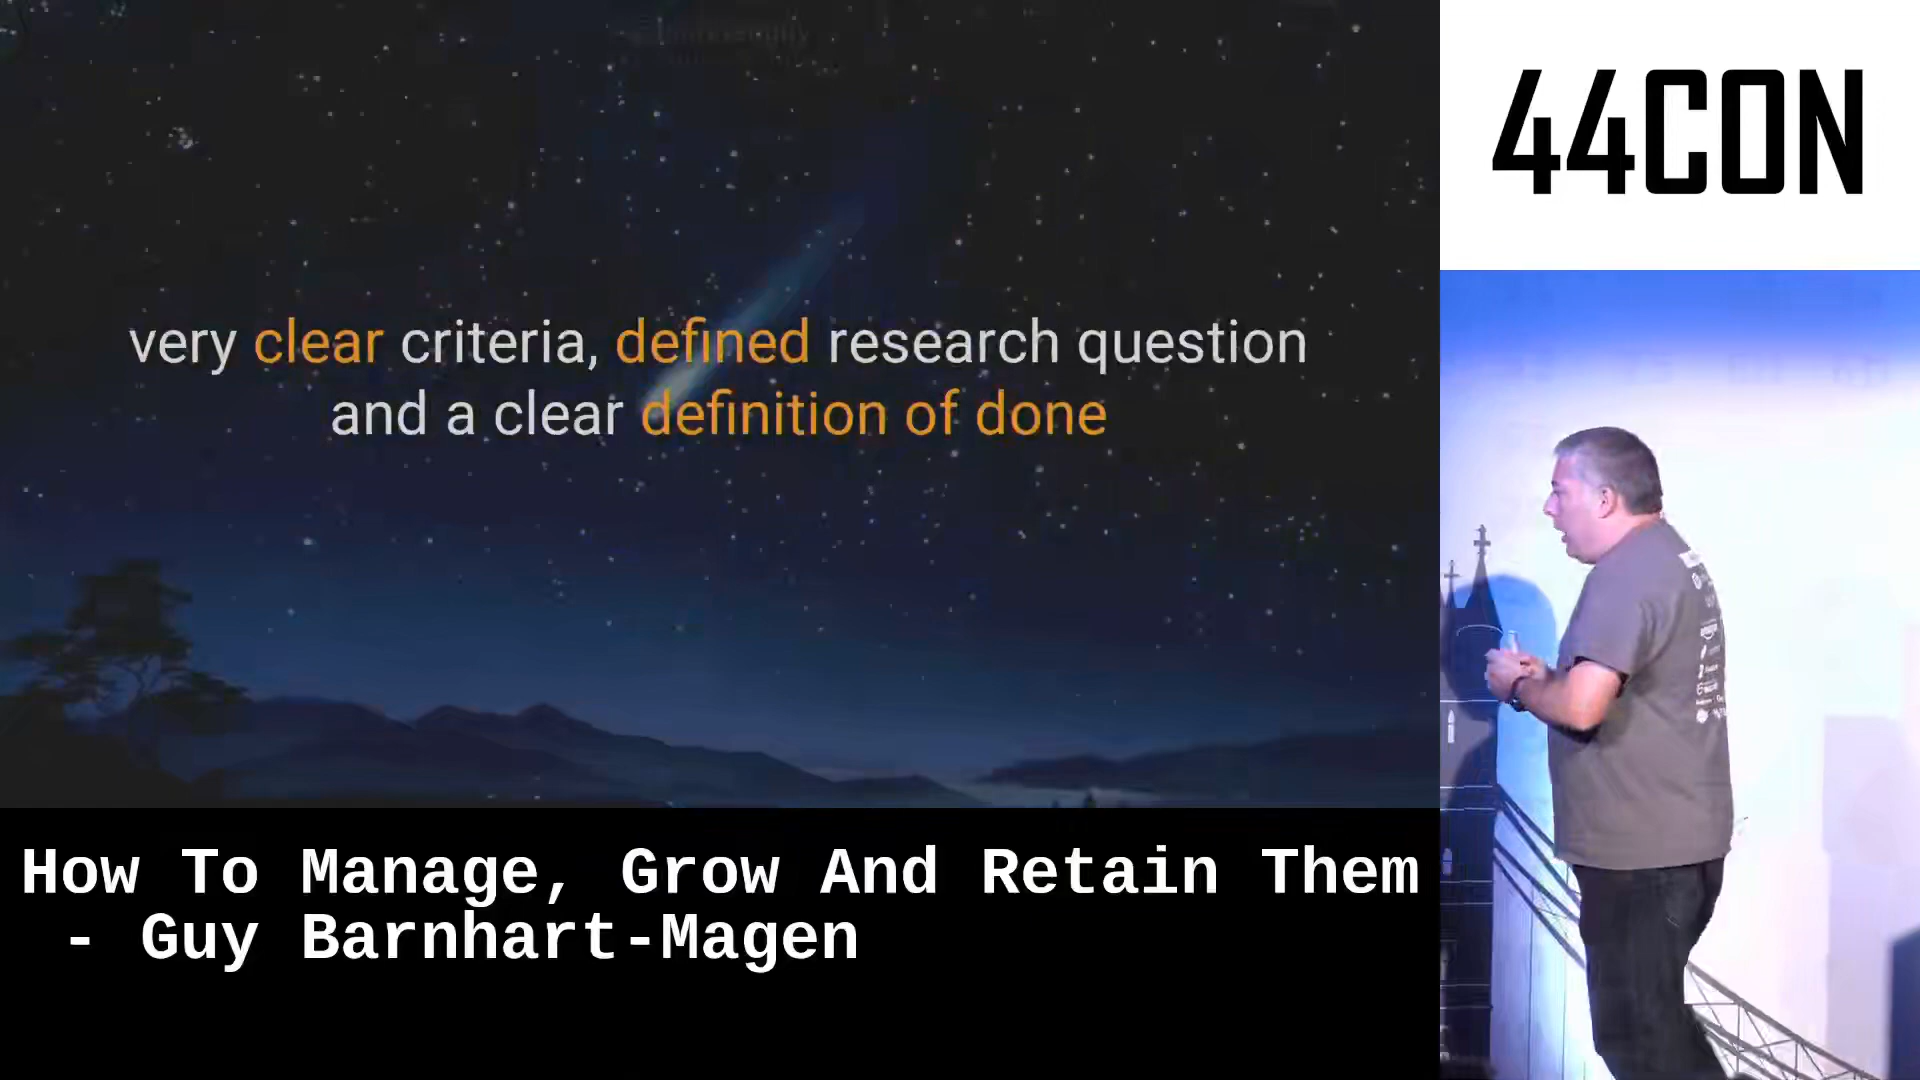 very clear criteria, defined research question
and a clear definition of done
44CON
How To Manage, Grow And Retain Them
- Guy Barnhart-Magen